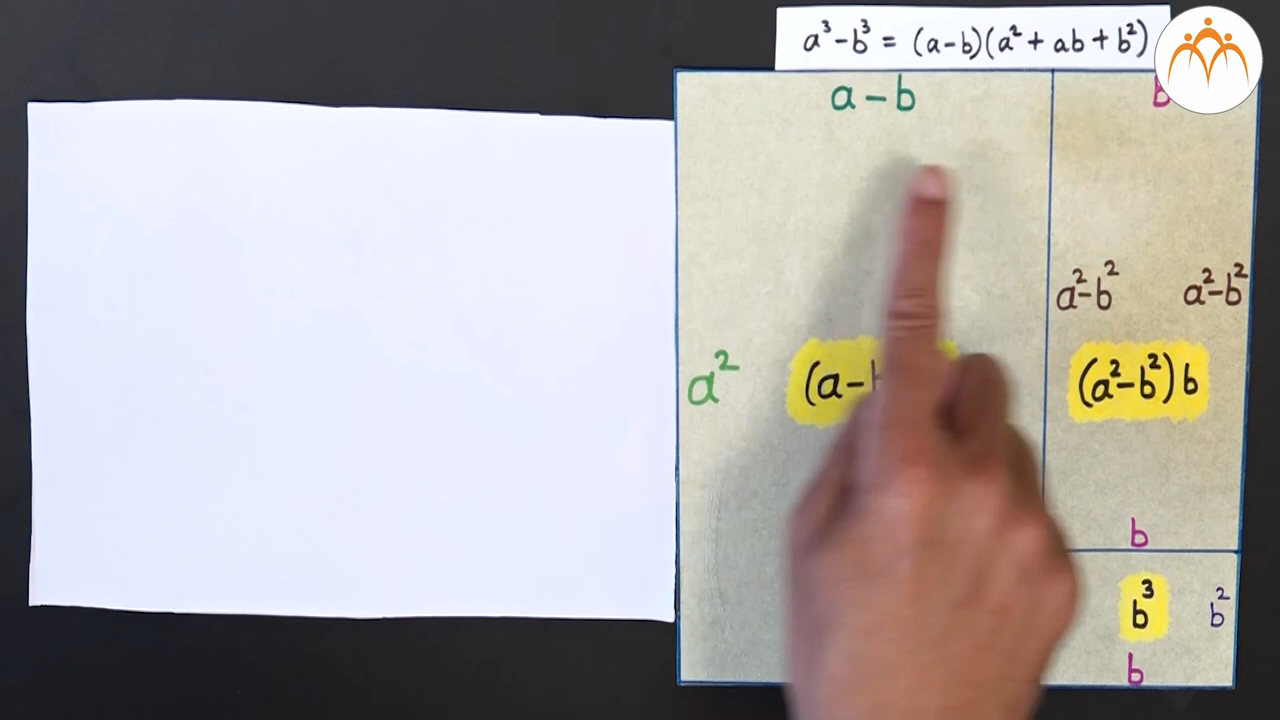 a³-b³ = (a-b)(a²+ab+b²)
a-b
a²-b² a²-b²
a² (a- (a²-b²)b
b
b³ b²
b